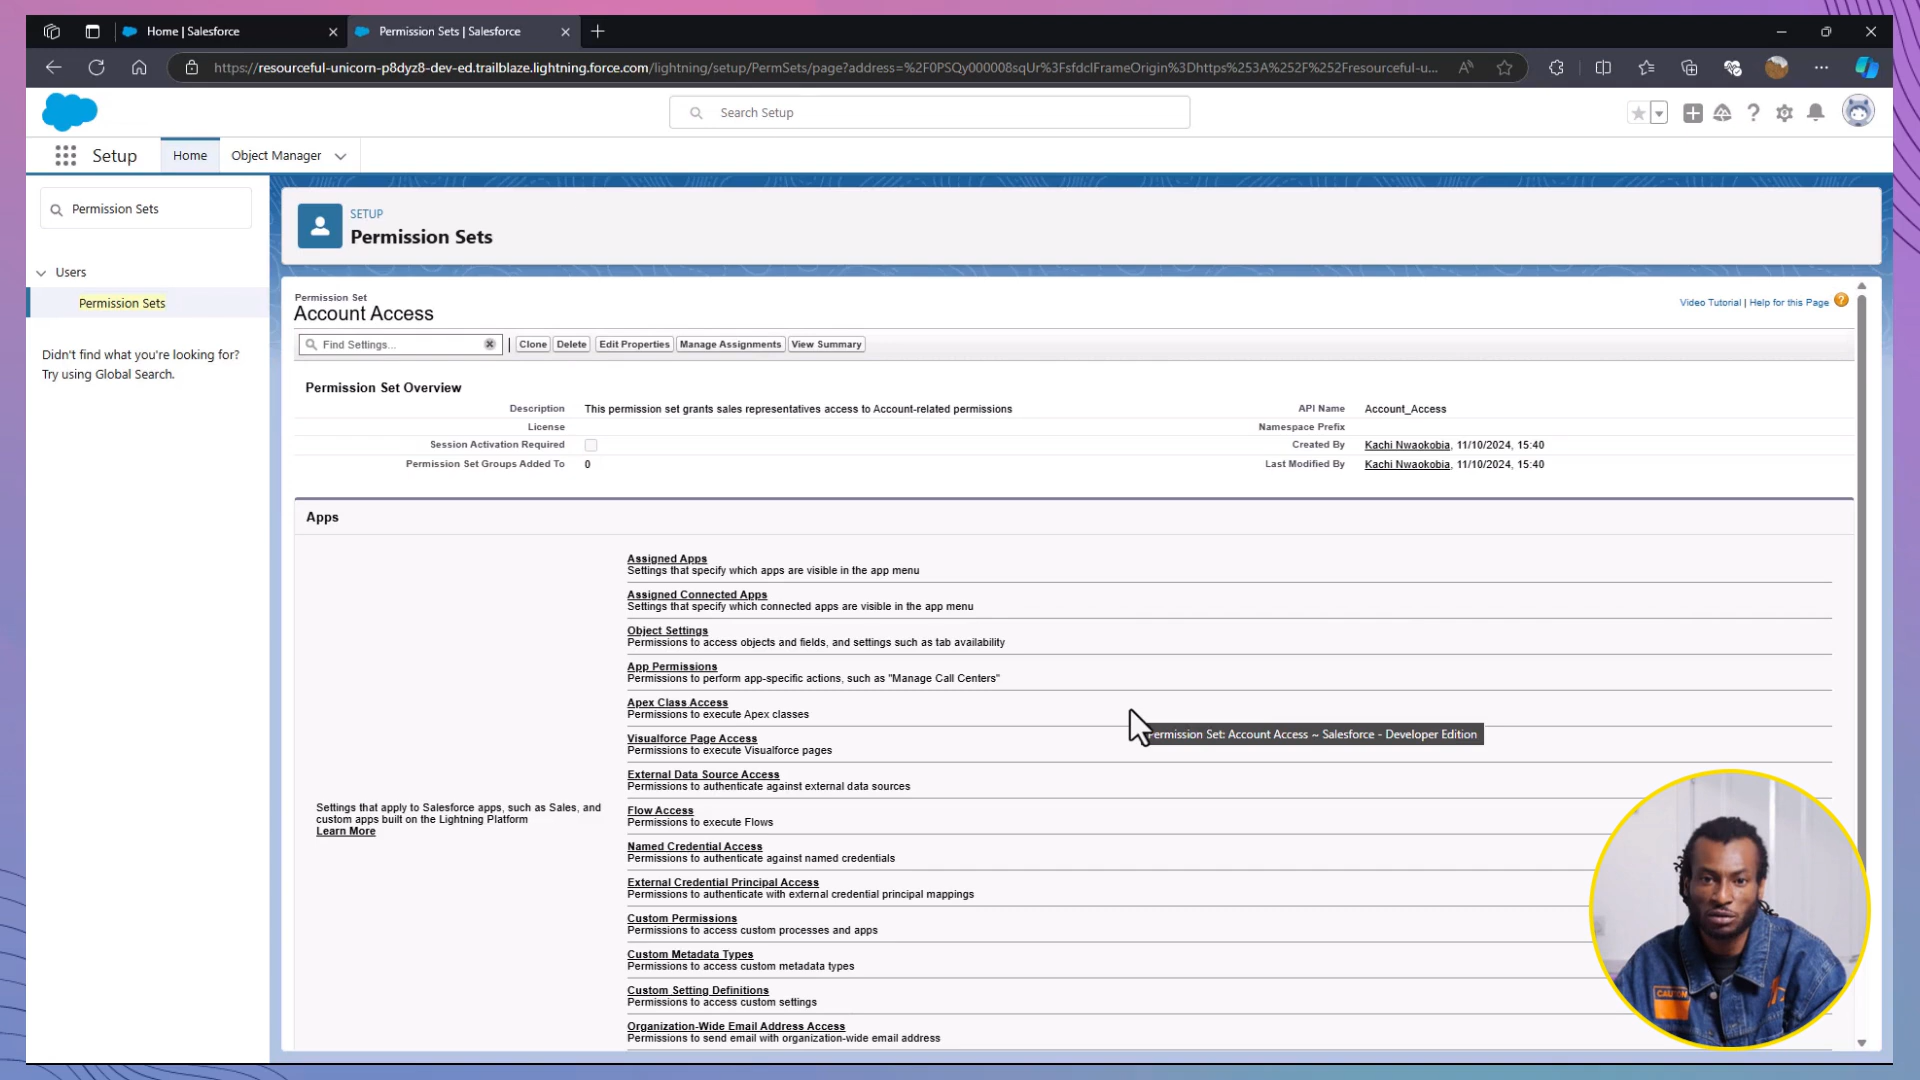 Home | Salesforce
Permission Sets | Salesforce
https://resourceful-unicorn-p8dyz8-dev-ed.trailblaze.lightning.force.com/lightning/setup/PermSets/page?address=%2F0PSQy000008sqUr%3FsfdcIFrameOrigin%3Dhttps%253A%252F%252Fresourceful-u...
Search Setup
Setup
Home
Object Manager
Permission Sets
Users
Permission Sets
Didn't find what you're looking for?
Try using Global Search.
SETUP
Permission Sets
Permission Set
Account Access
Video Tutorial | Help for this Page
Find Settings...
Clone
Delete
Edit Properties
Manage Assignments
View Summary
Permission Set Overview
Description This permission set grants sales representatives access to Account-related permissions
API Name Account_Access
License
Namespace Prefix
Session Activation Required
Created By Kachi Nwaokobia, 11/10/2024, 15:40
Permission Set Groups Added To 0
Last Modified By Kachi Nwaokobia, 11/10/2024, 15:40
Apps
Settings that apply to Salesforce apps, such as Sales, and
custom apps built on the Lightning Platform
Learn More
Assigned Apps
Settings that specify which apps are visible in the app menu
Assigned Connected Apps
Settings that specify which connected apps are visible in the app menu
Object Settings
Permissions to access objects and fields, and settings such as tab availability
App Permissions
Permissions to perform app-specific actions, such as "Manage Call Centers"
Apex Class Access
Permissions to execute Apex classes
Visualforce Page Access
Permissions to execute Visualforce pages
External Data Source Access
Permissions to authenticate against external data sources
Flow Access
Permissions to execute Flows
Named Credential Access
Permissions to authenticate against named credentials
External Credential Principal Access
Permissions to authenticate with external credential principal mappings
Custom Permissions
Permissions to access custom processes and apps
Custom Metadata Types
Permissions to access custom metadata types
Custom Setting Definitions
Permissions to access custom settings
Organization-Wide Email Address Access
Permissions to send email with organization-wide email address
ermission Set: Account Access ~ Salesforce - Developer Edition